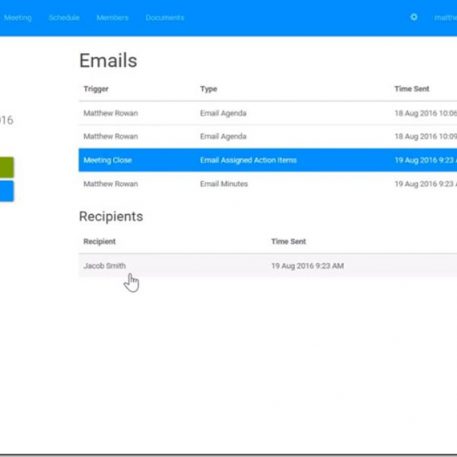 Meeting Schedule Members Documents
Emails
Trigger Type Time Sent
016
Matthew Rowan Email Agenda 18 Aug 2016 10:06
Matthew Rowan Email Agenda 18 Aug 2016 10:09
Meeting Close Email Assigned Action Items 19 Aug 2016 9:23
Matthew Rowan Email Minutes 19 Aug 2016 9:23
Recipients
Recipient Time Sent
Jacob Smith 19 Aug 2016 9:23 AM